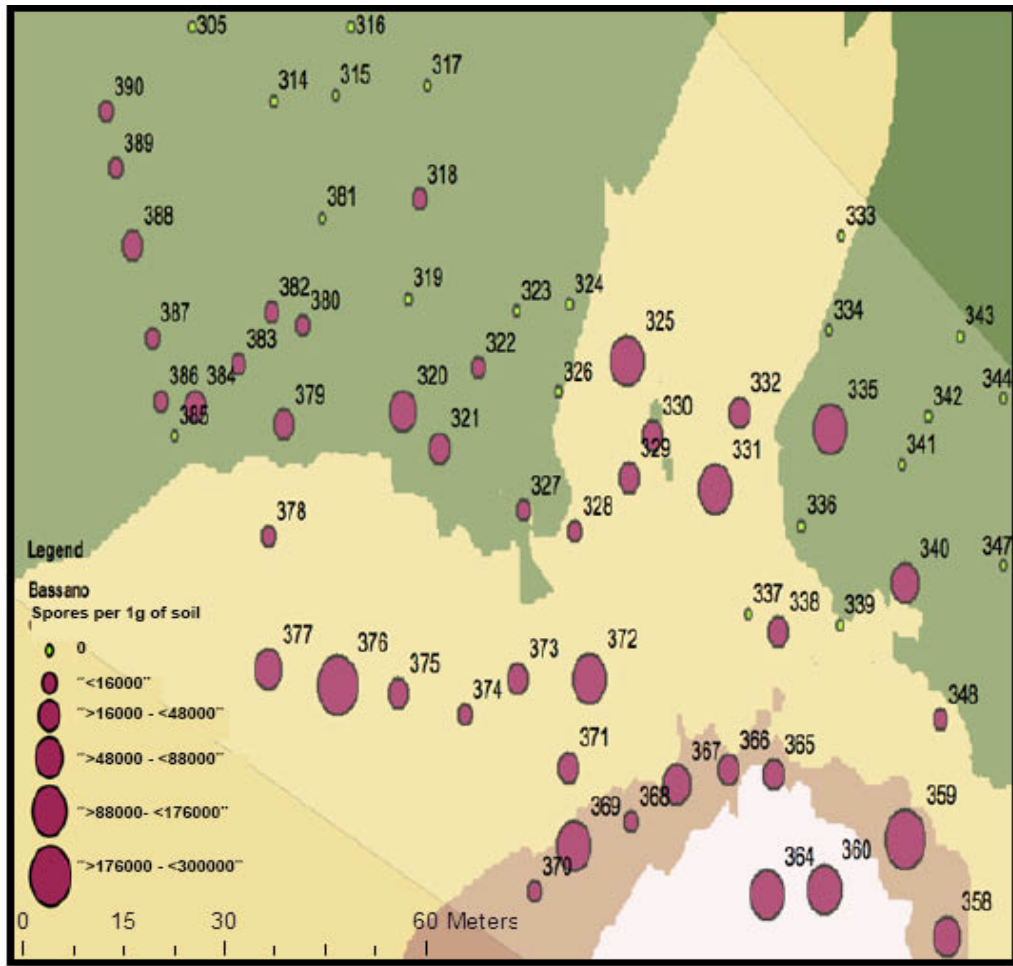 305 316
390 314 315 317
389
388 381 318
333
387 382 380 319 323 324 334 343
383 322 325
386 384 379 320 326 332 335 342 344
385 321 330 331 341
329
378 327 328 336
340 347
337 338 339
377 376 375 374 373 372
348
371 367 366 365
369 368 359
370 364 360
358
Legend
Bassano
Spores per 1g of soil
0
"<16000"
">16000 - <48000"
">48000 - <88000"
">88000- <176000"
">176000 - <300000"
0 15 30 60 Meters